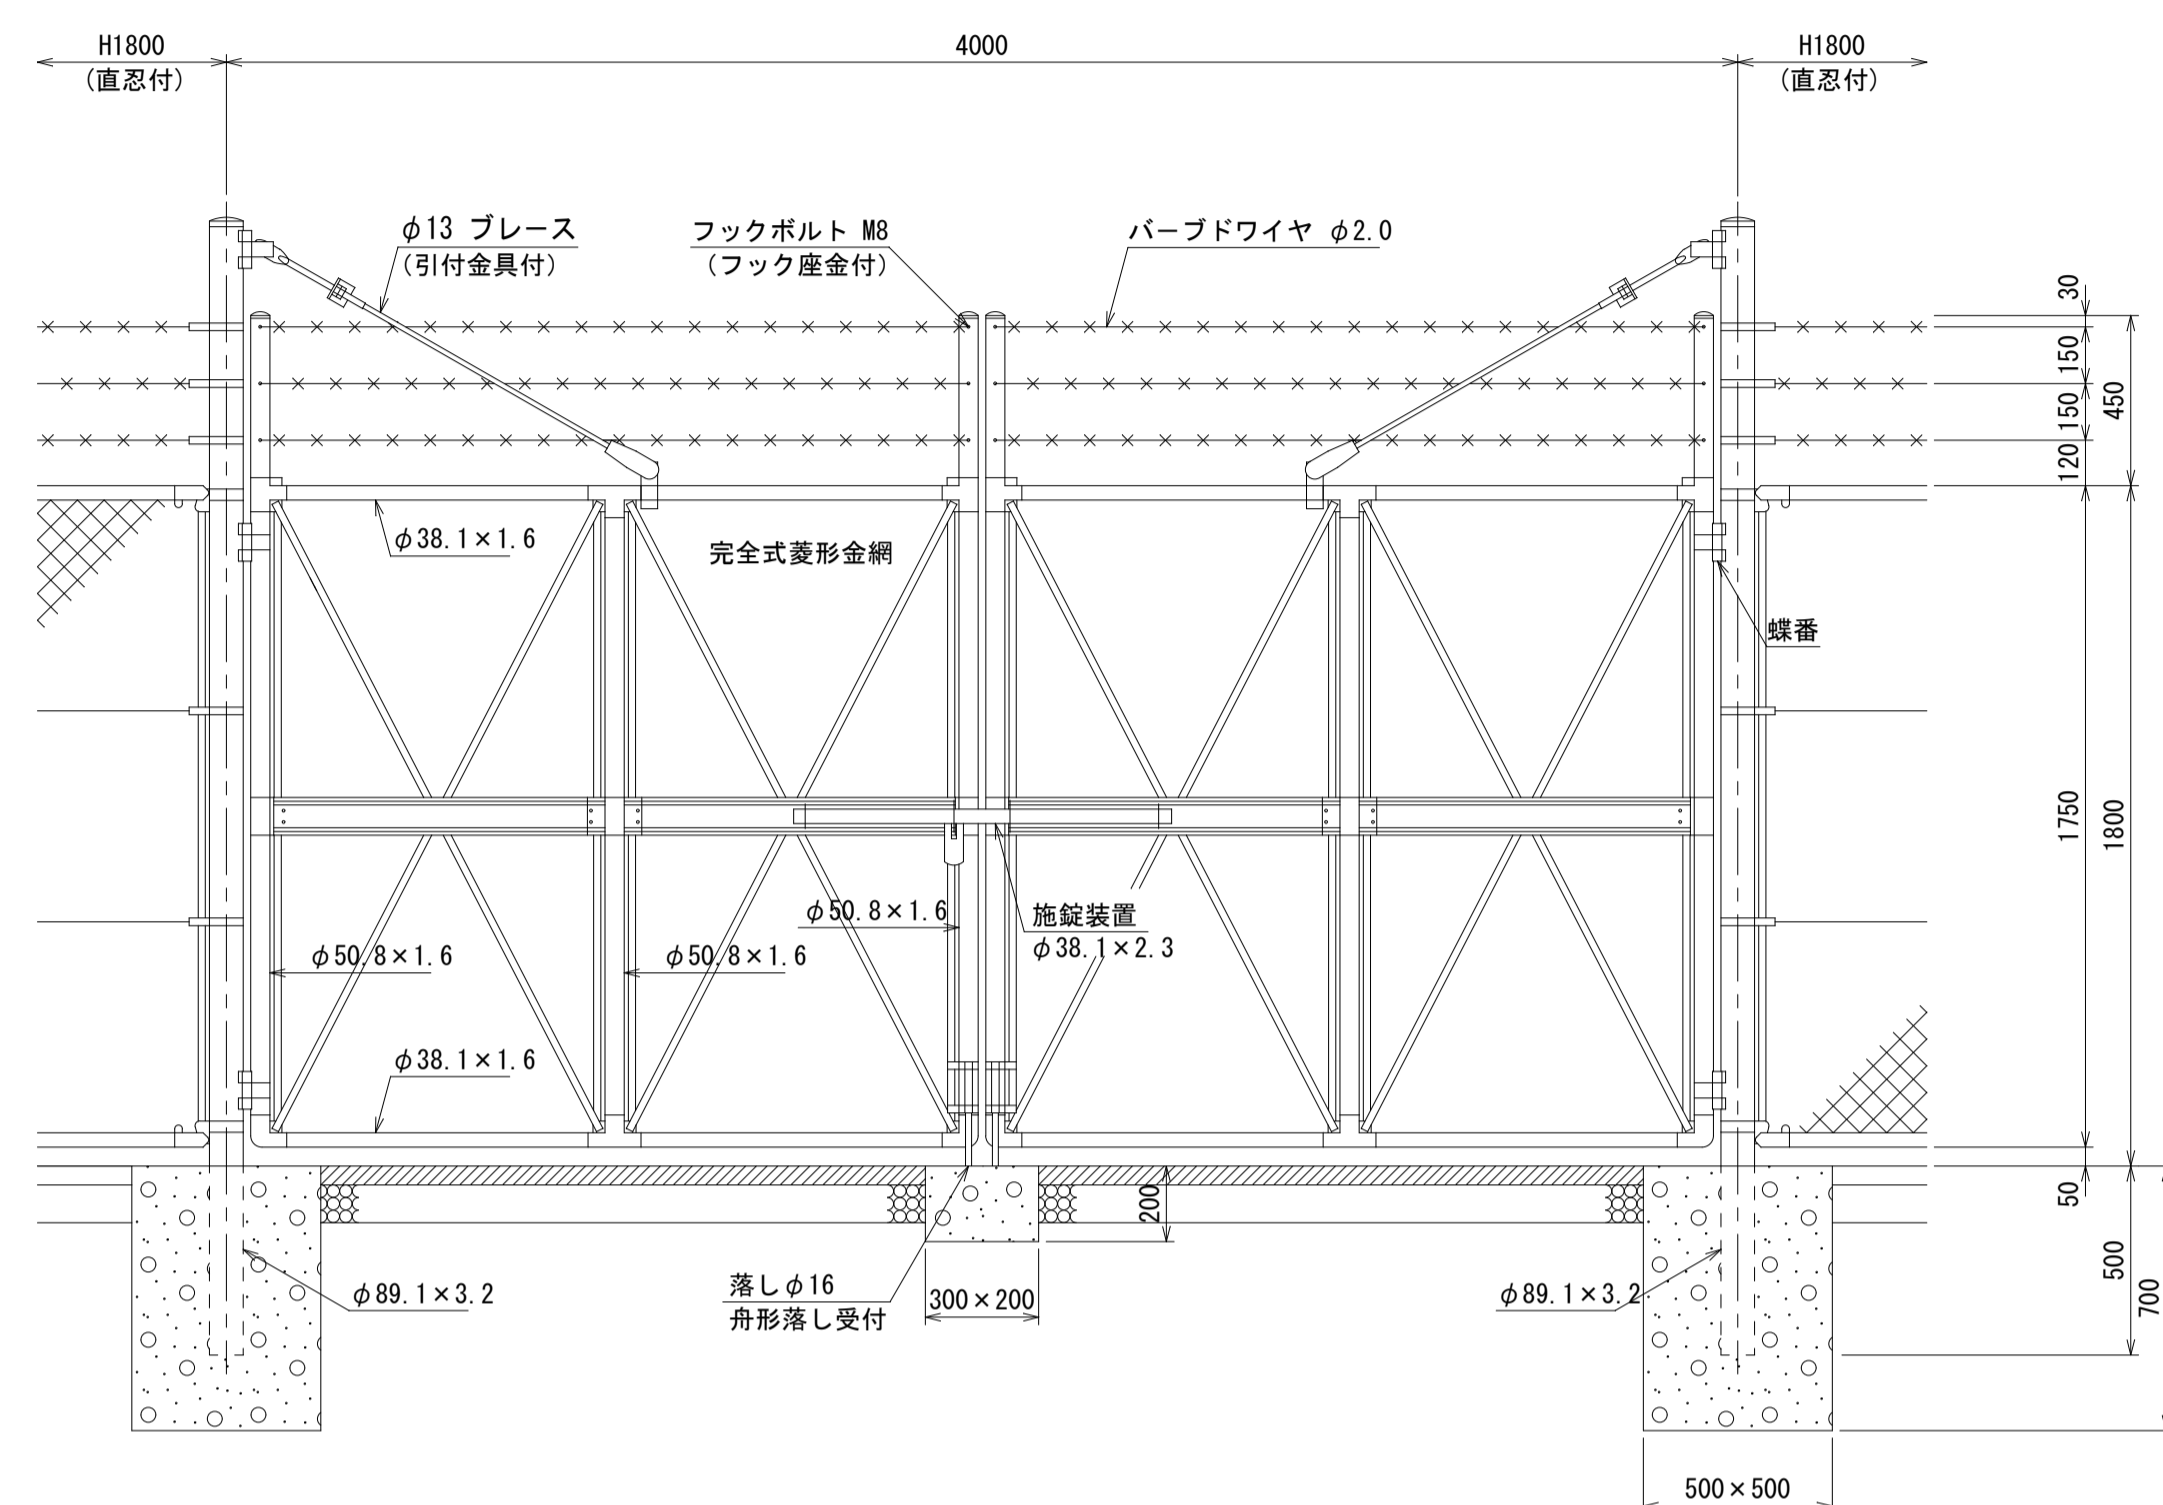 H1800
(直忍付)
4000
H1800
(直忍付)
φ13 ブレース
(引付金具付)
フックボルト M8
(フック座金付)
バーブドワイヤ φ2.0
30
150
150
120
450
φ38.1×1.6
完全式菱形金網
蝶番
1750
1800
φ50.8×1.6
施錠装置
φ38.1×2.3
φ50.8×1.6
φ50.8×1.6
φ38.1×1.6
200
50
500
700
φ89.1×3.2
落しφ16
舟形落し受付
300×200
φ89.1×3.2
500×500